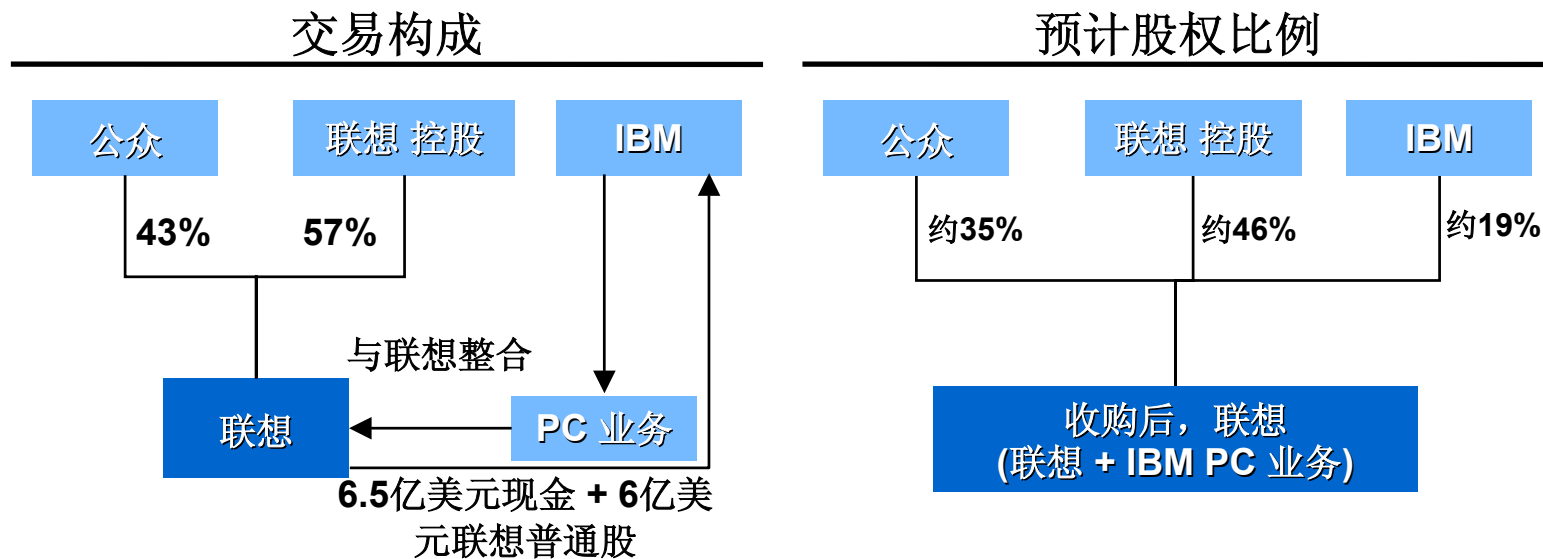 交易构成
公众
联想 控股
IBM
43%
57%
与联想整合
联想
PC 业务
6.5亿美元现金 + 6亿美
元联想普通股
预计股权比例
公众
联想 控股
IBM
约35%
约46%
约19%
收购后，联想
(联想 + IBM PC 业务)